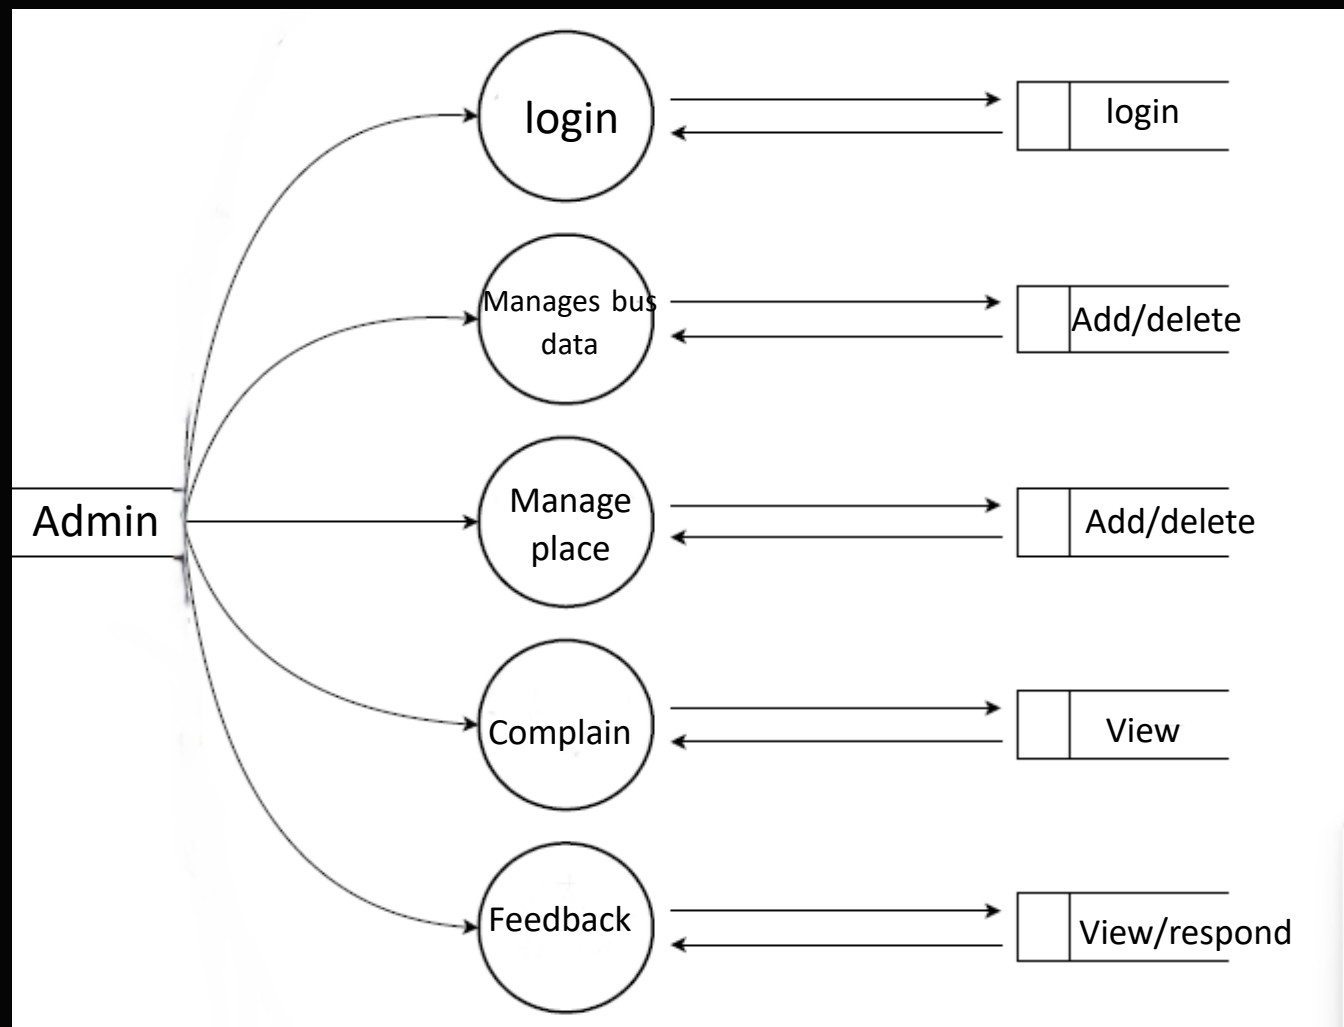 login
login
Manages bus
data
Add/delete
Admin
Manage
place
Add/delete
Complain
View
Feedback
View/respond